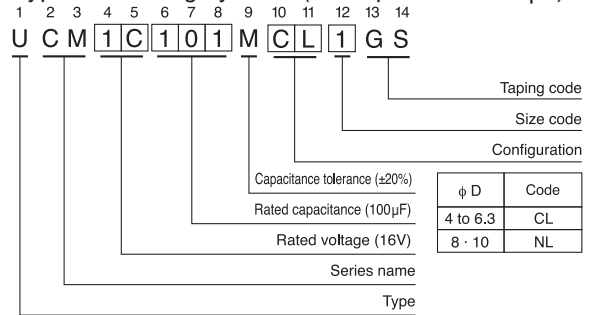 1 2 3 4 5 6 7 8 9 10 11 12 13 14
U C M 1 C 1 0 1 M C L 1 G S
Taping code
Size code
Configuration
Capacitance tolerance (±20%)
Rated capacitance (100µF)
Rated voltage (16V)
Series name
Type
ϕ D Code
4 to 6.3 CL
8 · 10 NL